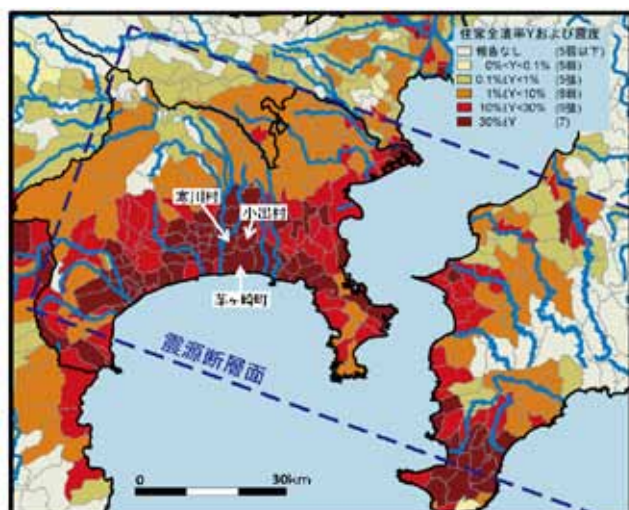 住家全潰率Yおよび震度
報告なし (5弱以下)
0%<Y<0.1% (5弱)
0.1%≦Y<1% (5強)
1%≦Y<10% (6弱)
10%≦Y<30% (6強)
30%≦Y (7)
寒川村
小出村
茅ヶ崎町
震源断層面
0 30km